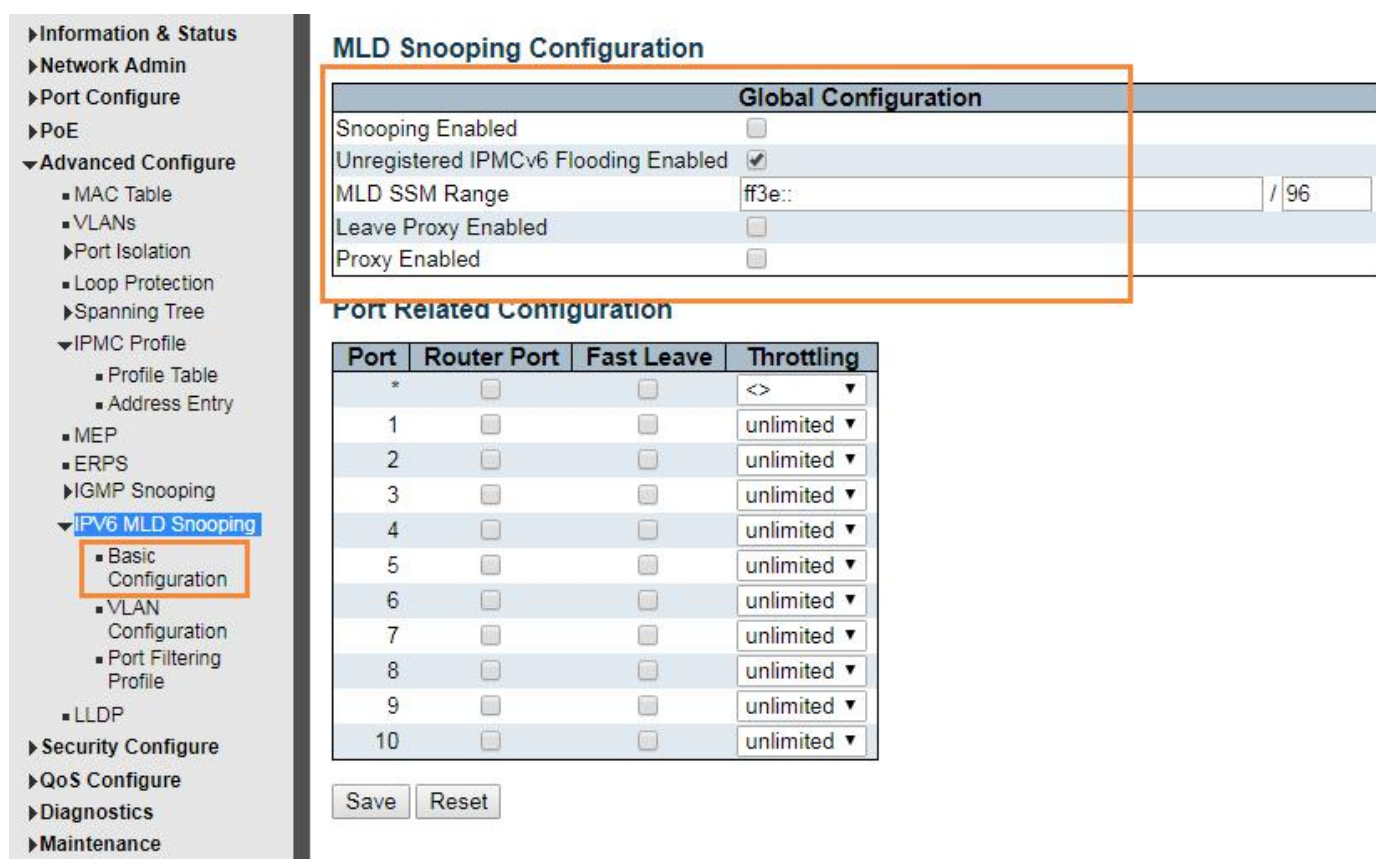 Information & Status
Network Admin
Port Configure
PoE
Advanced Configure
MAC Table
VLANs
Port Isolation
Loop Protection
Spanning Tree
IPMC Profile
Profile Table
Address Entry
MEP
ERPS
IGMP Snooping
IPV6 MLD Snooping
Basic
Configuration
VLAN
Configuration
Port Filtering
Profile
LLDP
Security Configure
QoS Configure
Diagnostics
Maintenance
MLD Snooping Configuration
Global Configuration
Snooping Enabled
Unregistered IPMCv6 Flooding Enabled
MLD SSM Range ff3e:: / 96
Leave Proxy Enabled
Proxy Enabled
Port Related Configuration
Port Router Port Fast Leave Throttling
* <>
1 unlimited
2 unlimited
3 unlimited
4 unlimited
5 unlimited
6 unlimited
7 unlimited
8 unlimited
9 unlimited
10 unlimited
Save Reset